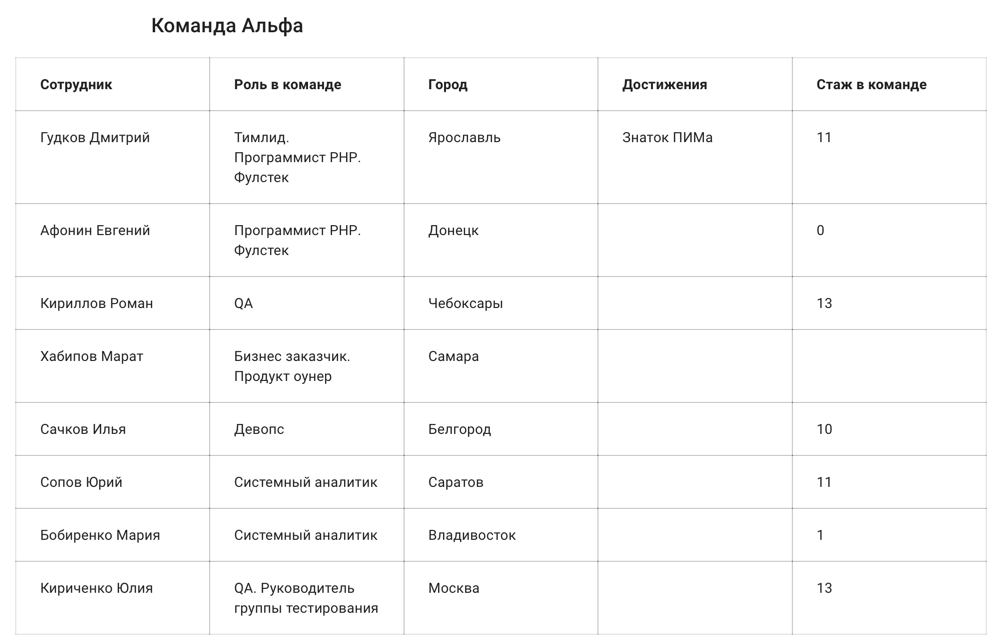 Команда Альфа
Сотрудник
Роль в команде
Город
Достижения
Стаж в команде
Гудков Дмитрий
Тимлид.
Программист PHP.
Фулстек
Ярославль
Знаток ПИМа
11
Афонин Евгений
Программист PHP.
Фулстек
Донецк
0
Кириллов Роман
QA
Чебоксары
13
Хабипов Марат
Бизнес заказчик.
Продукт оунер
Самара
Сачков Илья
Девопс
Белгород
10
Сопов Юрий
Системный аналитик
Саратов
11
Бобиренко Мария
Системный аналитик
Владивосток
1
Кириченко Юлия
QA. Руководитель
группы тестирования
Москва
13